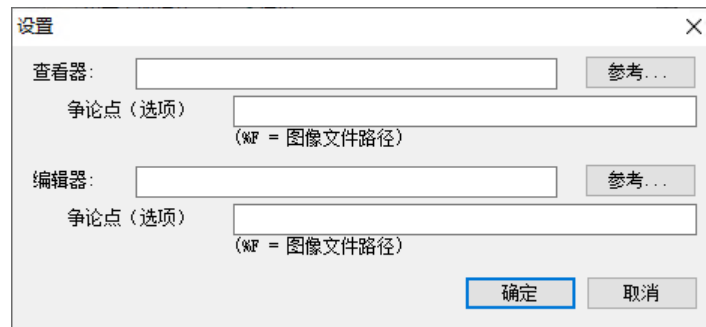 设置
查看器: 参考...
争论点（选项）
(%F = 图像文件路径)
编辑器: 参考...
争论点（选项）
(%F = 图像文件路径)
确定 取消